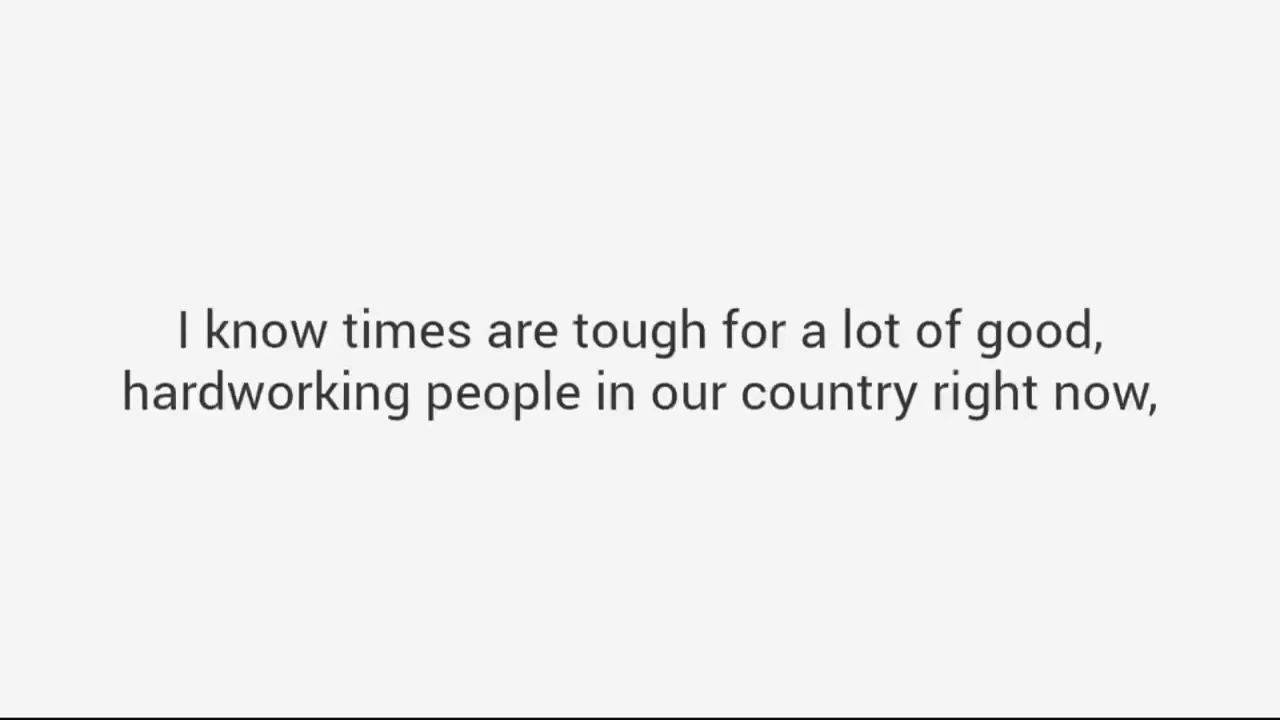 I know times are tough for a lot of good,
hardworking people in our country right now,